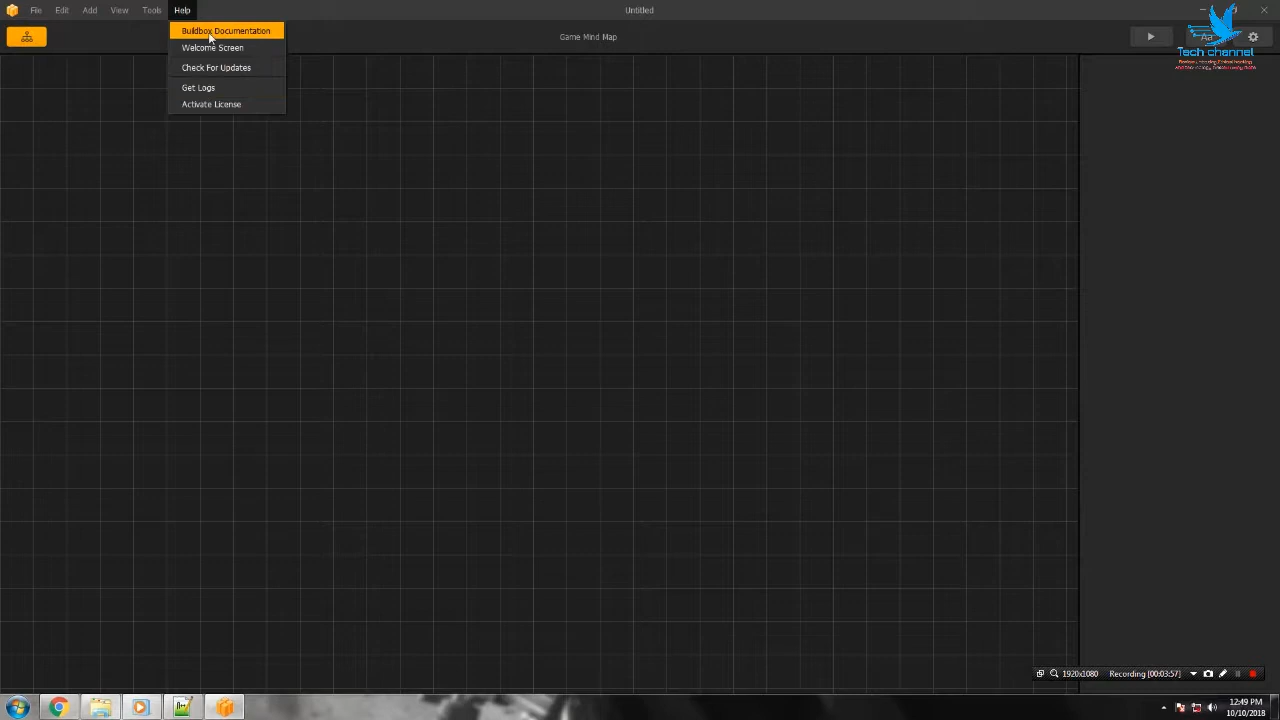 File Edit Add View Tools Help
Untitled
Game Mind Map
Aa
Buildbox Documentation
Welcome Screen
Check For Updates
Get Logs
Activate License
Tech channel
1920x1080 Recording [00:03:57]
12:49 PM
10/10/2018